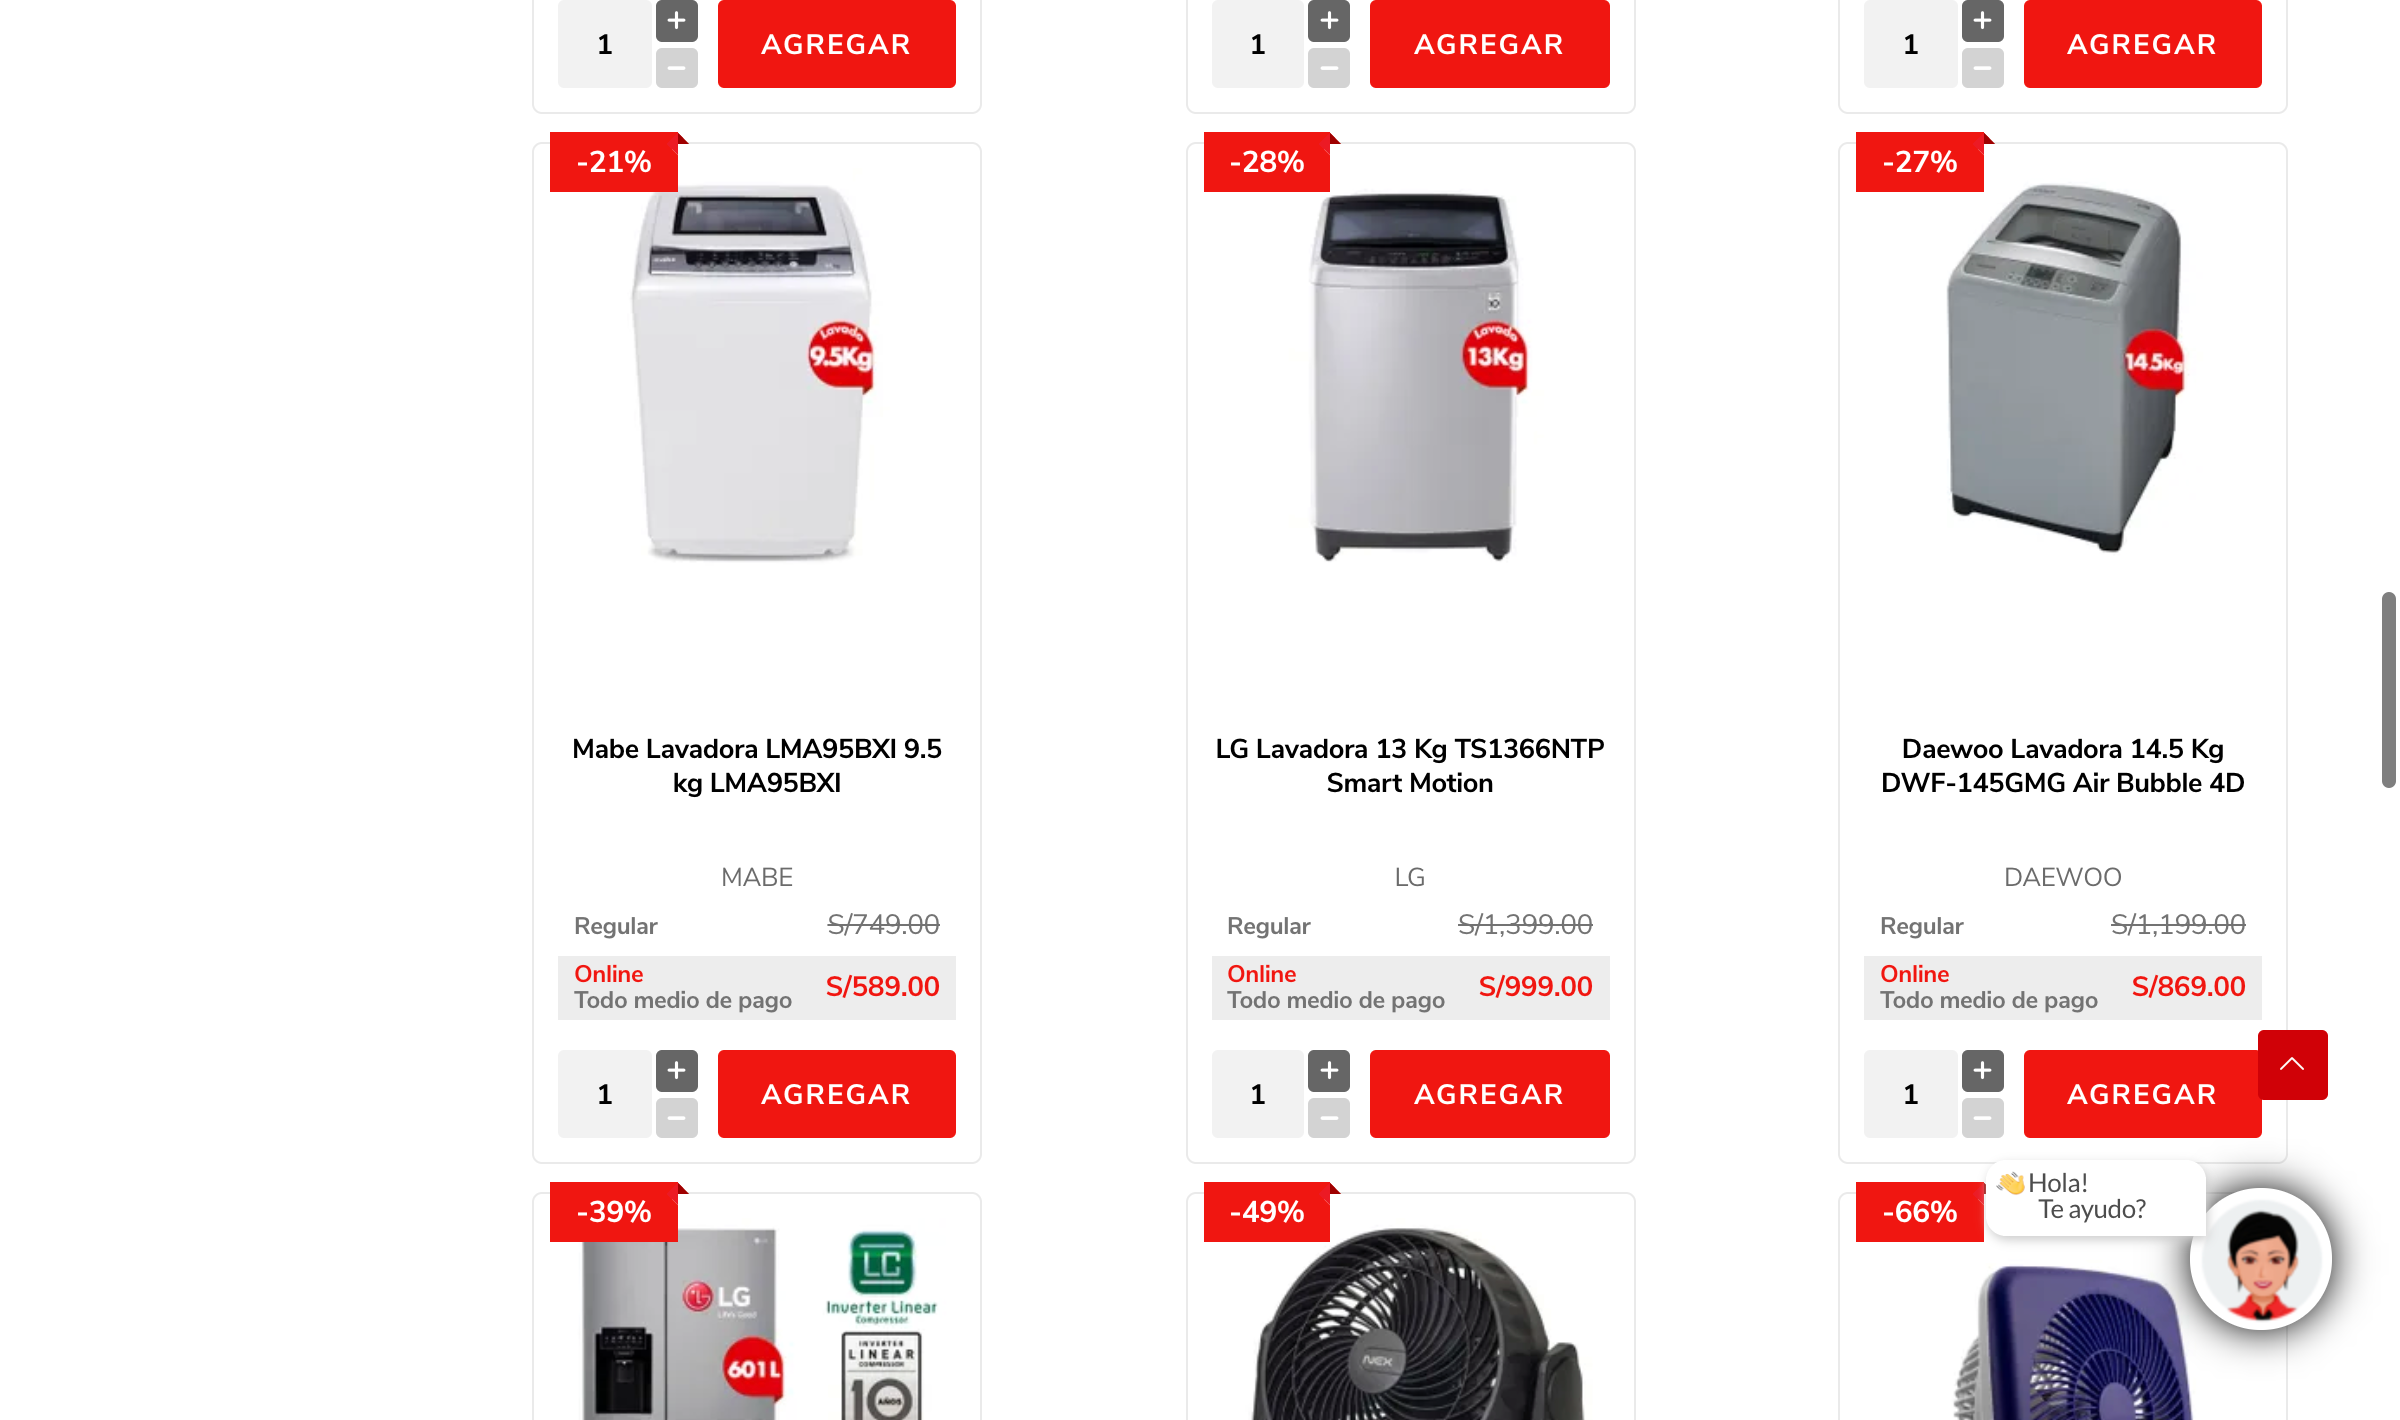 1
+
−
AGREGAR
1
+
−
AGREGAR
1
+
−
AGREGAR
-21%
Lavado
9.5Kg
Mabe Lavadora LMA95BXI 9.5
kg LMA95BXI
MABE
Regular S/749.00
Online
Todo medio de pago
S/589.00
1
+
−
AGREGAR
-28%
Lavado
13Kg
LG Lavadora 13 Kg TS1366NTP
Smart Motion
LG
Regular S/1,399.00
Online
Todo medio de pago
S/999.00
1
+
−
AGREGAR
-27%
14.5Kg
Daewoo Lavadora 14.5 Kg
DWF-145GMG Air Bubble 4D
DAEWOO
Regular S/1,199.00
Online
Todo medio de pago
S/869.00
1
+
−
AGREGAR
-39%
LG
Life's Good
601L
LC
Inverter Linear
Compressor
INVERTER
LINEAR
COMPRESSOR
10 AÑOS
-49%
NEX
-66%
👋Hola!
Te ayudo?